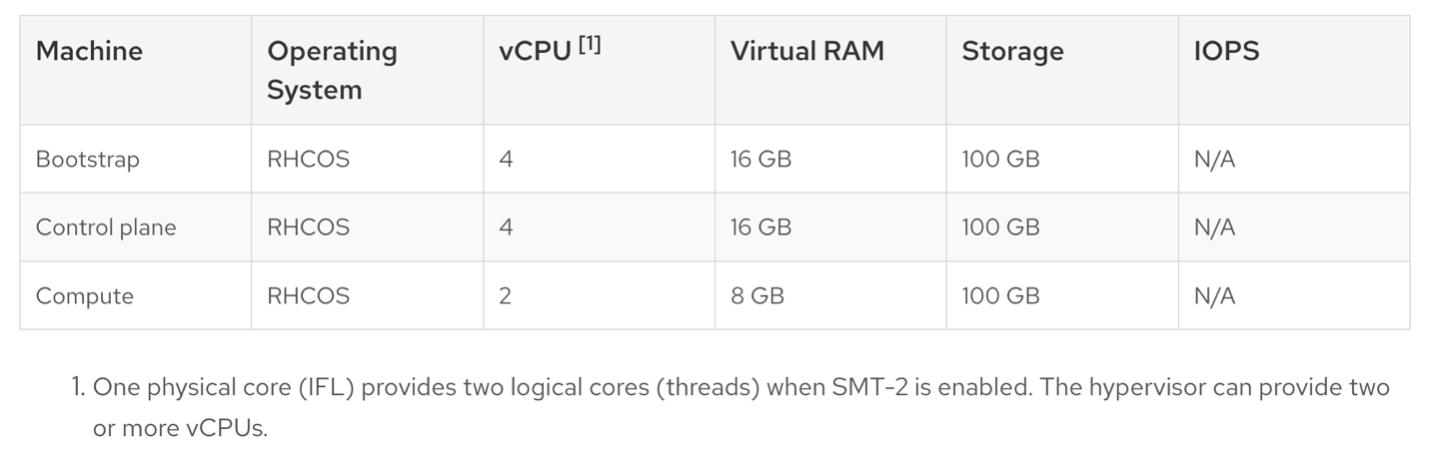 Machine Operating System vCPU [1] Virtual RAM Storage IOPS
Bootstrap RHCOS 4 16 GB 100 GB N/A
Control plane RHCOS 4 16 GB 100 GB N/A
Compute RHCOS 2 8 GB 100 GB N/A
1. One physical core (IFL) provides two logical cores (threads) when SMT-2 is enabled. The hypervisor can provide two
or more vCPUs.